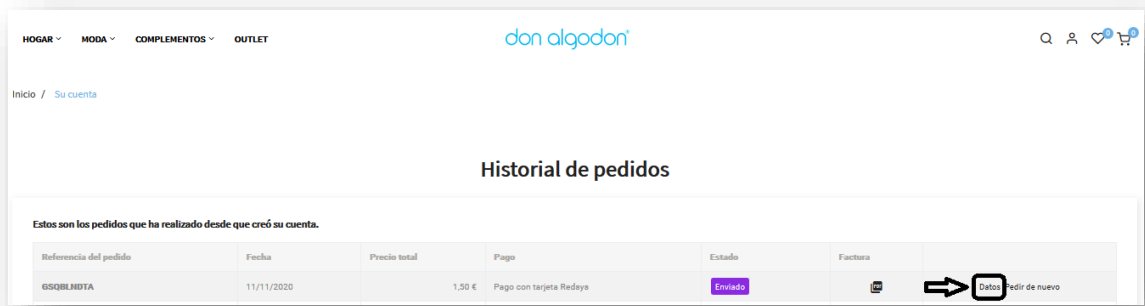 HOGAR MODA COMPLEMENTOS OUTLET don algodon® 0 0
Inicio / Su cuenta
Historial de pedidos
Estos son los pedidos que ha realizado desde que creó su cuenta.
Referencia del pedido Fecha Precio total Pago Estado Factura
GSQBLNDTA 11/11/2020 1,50 € Pago con tarjeta Redsys Enviado PDF Datos Pedir de nuevo